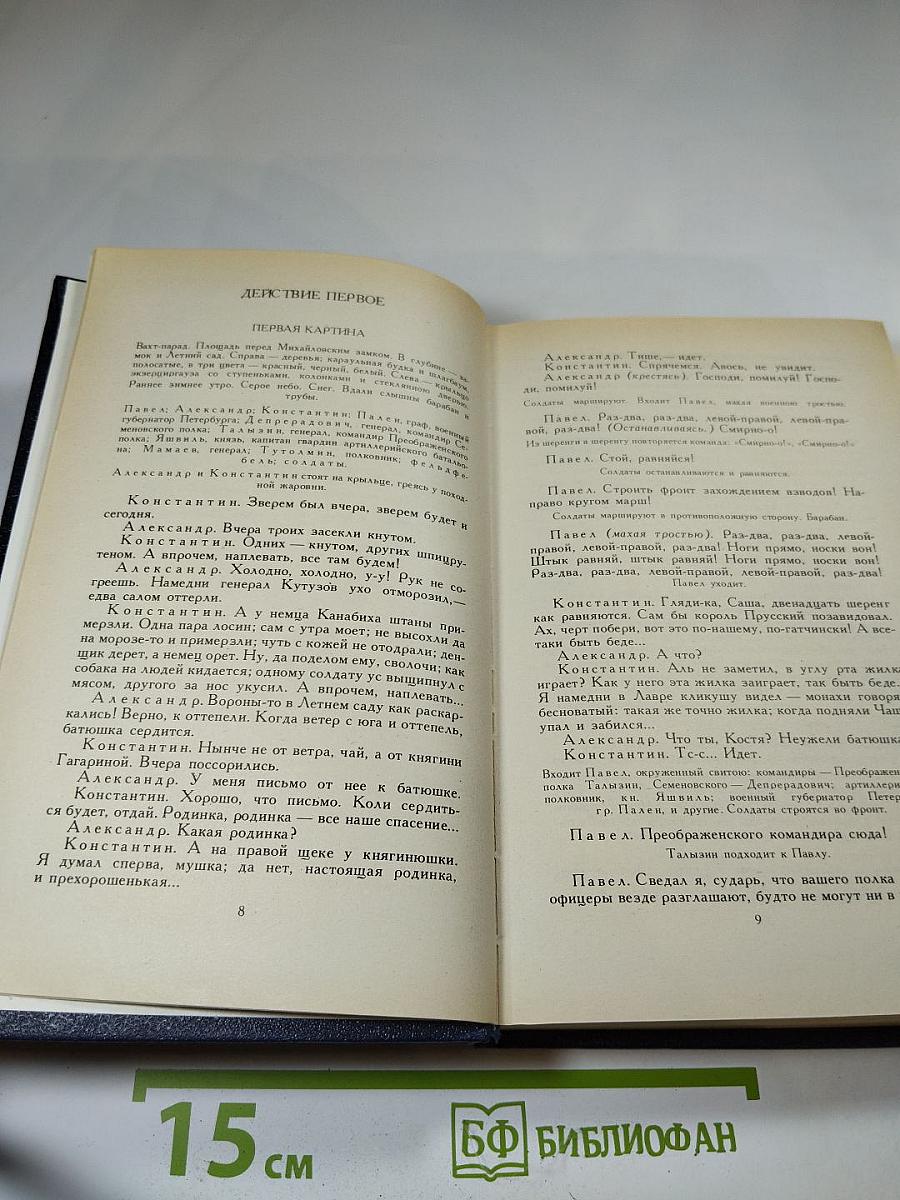 ДЕЙСТВИЕ ПЕРВОЕ
ПЕРВАЯ КАРТИНА
Вахт-парад. Площадь перед Михайловским замком. В глубине — за-
мок и Летний сад. Справа — деревья; караульная будка и шлагбаум,
полосатые, в три цвета — красный, черный, белый. Слева — крыльцо
экзерциргауза со ступеньками, колонками и стеклянною дверью.
Раннее зимнее утро. Серое небо. Снег. Вдали слышны барабан и
трубы.
Павел; Александр; Константин; Пален, граф, военный
губернатор Петербурга; Депрерадович, генерал, командир Се-
меновского полка; Талызин, генерал, командир Преображенского
полка; Яшвиль, князь, капитан гвардии артиллерийского батальо-
на; Мамаев, генерал; Тутолмин, полковник; фельдфе-
бель; солдаты.
Александр и Константин стоят на крыльце, греясь у поход-
ной жаровни.
Константин. Зверем был вчера, зверем будет и
сегодня.
Александр. Вчера троих засекли кнутом.
Константин. Одних — кнутом, других шпицру-
теном. А впрочем, наплевать, все там будем!
Александр. Холодно, холодно, у-у! Рук не со-
греешь. Намедни генерал Кутузов ухо отморозил,—
едва салом оттерли.
Константин. А у немца Канабиха штаны при-
мерзли. Одна пара лосин; сам с утра моет; не высохли да
на морозе-то и примерзли; чуть с кожей не отодрали; ден-
щик дерет, а немец орет. Ну, да поделом ему, сволочи; как
собака на людей кидается; одному солдату ус выщипнул с
мясом, другого за нос укусил. А впрочем, наплевать...
Александр. Вороны-то в Летнем саду как раскар-
кались! Верно, к оттепели. Когда ветер с юга и оттепель,
батюшка сердится.
Константин. Нынче не от ветра, чай, а от княгини
Гагариной. Вчера поссорились.
Александр. У меня письмо от нее к батюшке.
Константин. Хорошо, что письмо. Коли сердить-
ся будет, отдай. Родинка, родинка — все наше спасение...
Александр. Какая родинка?
Константин. А на правой щеке у княгинюшки.
Я думал сперва, мушка; да нет, настоящая родинка,
и прехорошенькая...
8
Александр. Тише,— идет.
Константин. Спрячемся. Авось, не увидит.
Александр (крестясь). Господи, помилуй! Госпо-
ди, помилуй!
Солдаты маршируют. Входит Павел, махая военною тростью.
Павел. Раз-два, раз-два, левой-правой, левой-пра-
вой, раз-два! (Останавливаясь.) Смирно-о!
Из шеренги в шеренгу повторяется команда: «Смирно-о!», «Смирно-о!»
Павел. Стой, равняйся!
Солдаты останавливаются и равняются.
Павел. Строить фронт захождением взводов! На-
право кругом марш!
Солдаты маршируют в противоположную сторону. Барабан.
Павел (махая тростью). Раз-два, раз-два, левой-
правой, левой-правой, раз-два! Ноги прямо, носки вон!
Штык равняй, штык равняй! Ноги прямо, носки вон!
Раз-два, раз-два, левой-правой, левой-правой, раз-два!
Павел уходит.
Константин. Гляди-ка, Саша, двенадцать шеренг
как равняются. Сам бы король Прусский позавидовал.
Ах, черт побери, вот это по-нашему, по-гатчински! А все-
таки быть беде...
Александр. А что?
Константин. Аль не заметил, в углу рта жилка
играет? Как у него эта жилка заиграет, так быть беде.
Я намедни в Лавре кликушу видел — монахи говоря
бесноватый: такая же точно жилка; когда подняли Чаш
упал и забился...
Александр. Что ты, Костя? Неужели батюшка
Константин. Тс-с... Идет.
Входит Павел, окруженный свитою: командиры — Преображен
полка Талызин, Семеновского — Депрерадович; артиллери
полковник, кн. Яшвиль; военный губернатор Петер
гр. Пален, и другие. Солдаты строятся во фронт.
Павел. Преображенского командира сюда!
Талызин подходит к Павлу.
Павел. Сведал я, сударь, что вашего полка
офицеры везде разглашают, будто не могут ни в
9
15 см
БФ БИБЛИОФАН